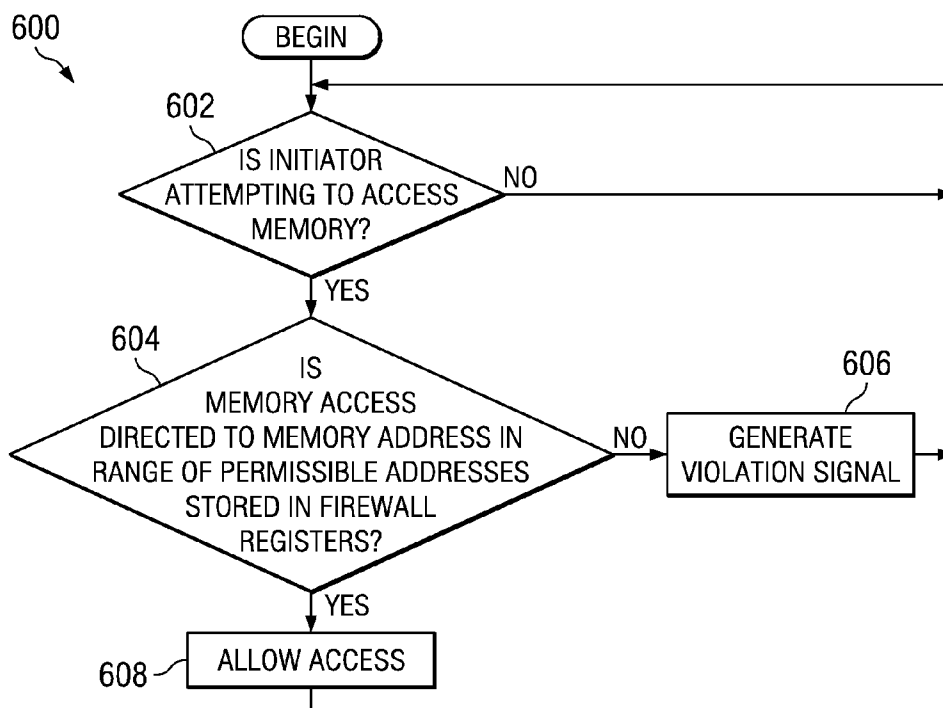 600
BEGIN
602
IS INITIATOR
ATTEMPTING TO ACCESS
MEMORY?
NO
YES
604
IS
MEMORY ACCESS
DIRECTED TO MEMORY ADDRESS IN
RANGE OF PERMISSIBLE ADDRESSES
STORED IN FIREWALL
REGISTERS?
NO
606
GENERATE
VIOLATION SIGNAL
YES
608
ALLOW ACCESS